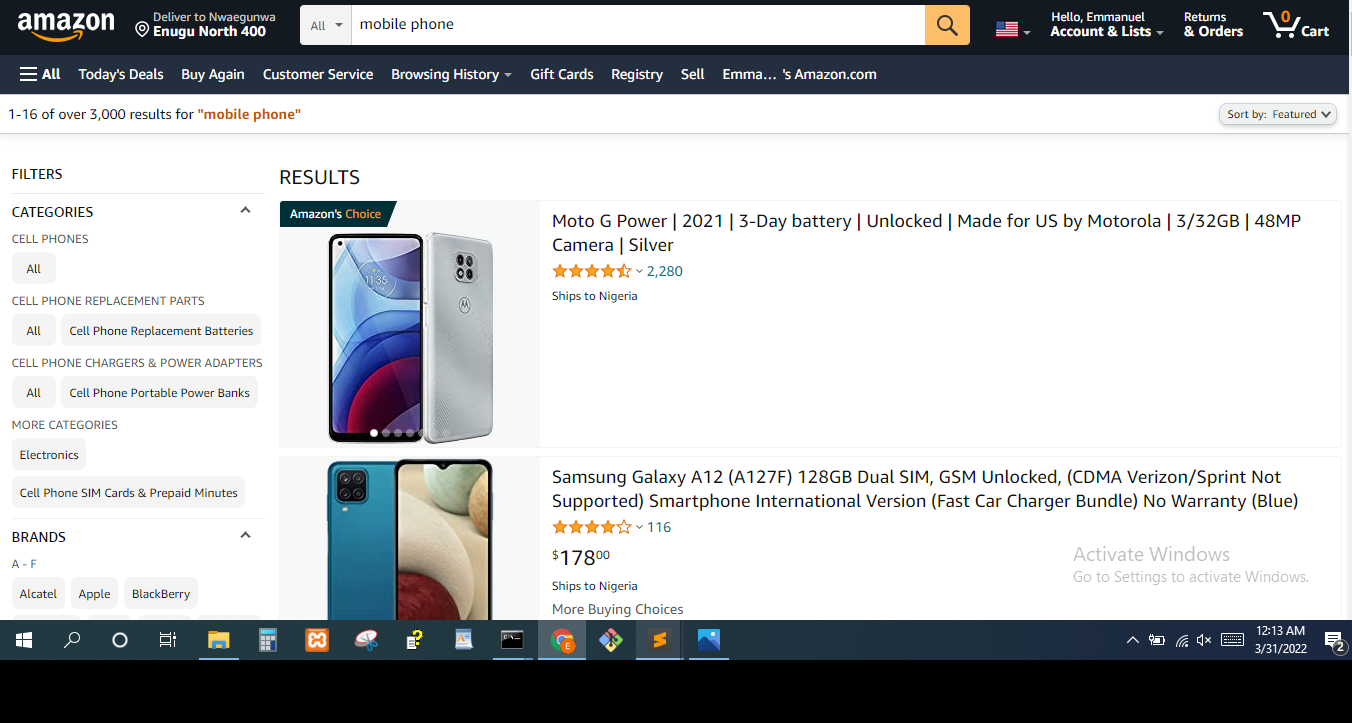 amazon
Deliver to Nwaegunwa
Enugu North 400
All
mobile phone
Hello, Emmanuel
Account & Lists
Returns
& Orders
0
Cart
All
Today's Deals
Buy Again
Customer Service
Browsing History
Gift Cards
Registry
Sell
Emma... 's Amazon.com
1-16 of over 3,000 results for "mobile phone"
Sort by: Featured
FILTERS
CATEGORIES
CELL PHONES
All
CELL PHONE REPLACEMENT PARTS
All
Cell Phone Replacement Batteries
CELL PHONE CHARGERS & POWER ADAPTERS
All
Cell Phone Portable Power Banks
MORE CATEGORIES
Electronics
Cell Phone SIM Cards & Prepaid Minutes
BRANDS
A - F
Alcatel
Apple
BlackBerry
RESULTS
Amazon's Choice
11:35
Moto G Power | 2021 | 3-Day battery | Unlocked | Made for US by Motorola | 3/32GB | 48MP
Camera | Silver
2,280
Ships to Nigeria
Samsung Galaxy A12 (A127F) 128GB Dual SIM, GSM Unlocked, (CDMA Verizon/Sprint Not
Supported) Smartphone International Version (Fast Car Charger Bundle) No Warranty (Blue)
116
$17800
Ships to Nigeria
More Buying Choices
Activate Windows
Go to Settings to activate Windows.
E
12:13 AM
3/31/2022
2